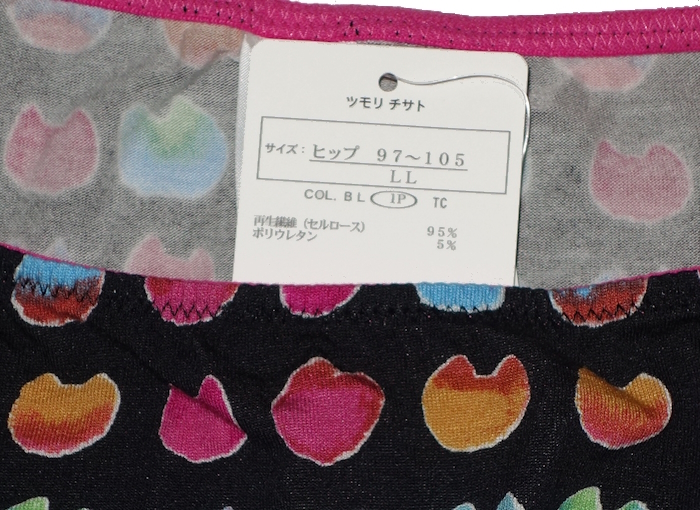 ツモリ チサト
サイズ: ヒップ 97〜105
LL
COL. BL 1P TC
再生繊維 (セルロース) 95%
ポリウレタン 5%